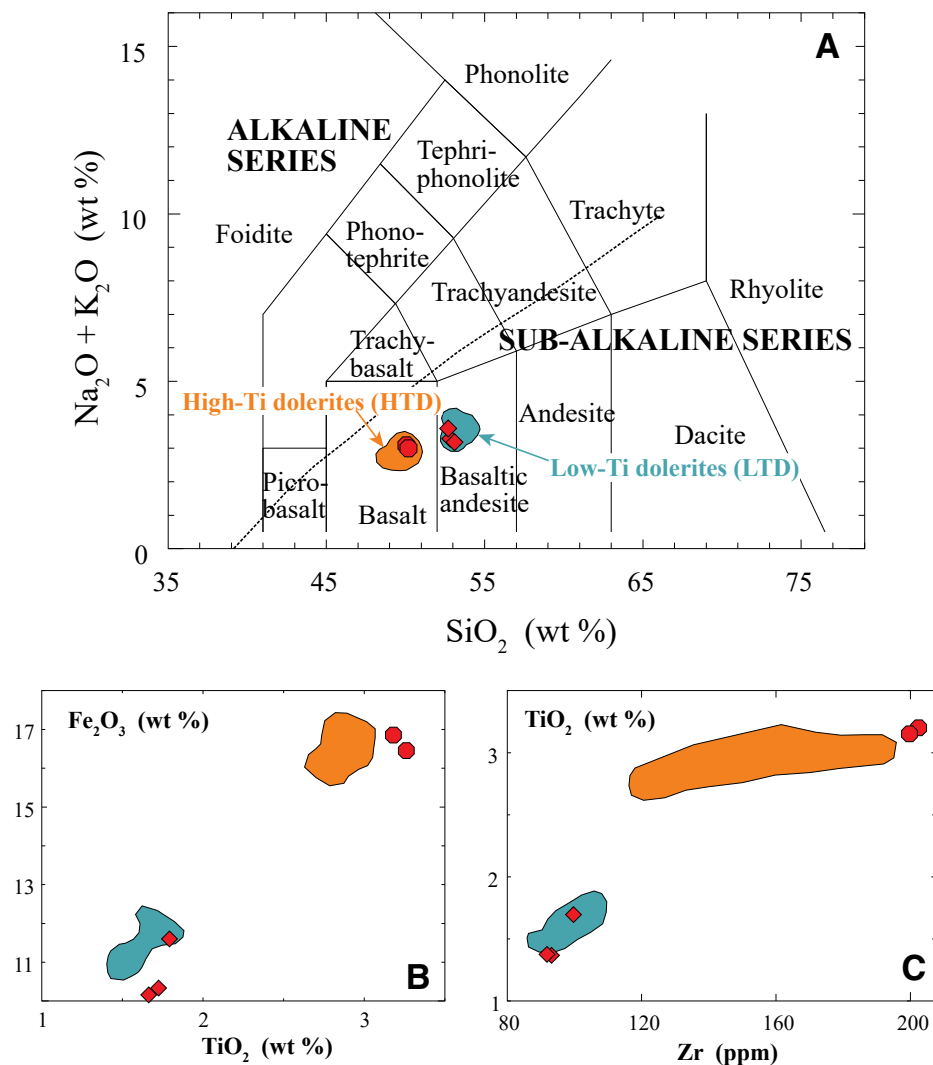 A
15
10
5
0
Na₂O + K₂O (wt %)
Phonolite
ALKALINE
SERIES
Tephri-
phonolite
Foidite
Phono-
tephrite
Trachyte
Trachyandesite
Rhyolite
Trachy-
basalt
SUB-ALKALINE SERIES
High-Ti dolerites (HTD)
Andesite
Dacite
Low-Ti dolerites (LTD)
Basaltic
andesite
Picro-
basalt
Basalt
35 45 55 65 75
SiO₂ (wt %)
Fe₂O₃ (wt %)
17
15
13
11
B
1 2 3
TiO₂ (wt %)
TiO₂ (wt %)
3
2
1
C
80 120 160 200
Zr (ppm)